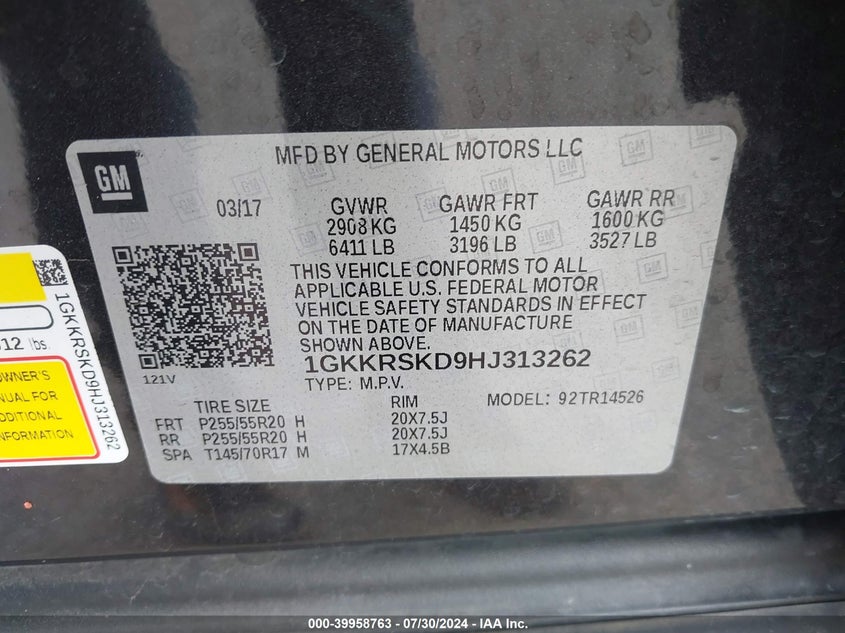 GM
MFD BY GENERAL MOTORS LLC
03/17
GVWR GAWR FRT GAWR RR
2908 KG 1450 KG 1600 KG
6411 LB 3196 LB 3527 LB
THIS VEHICLE CONFORMS TO ALL
APPLICABLE U.S. FEDERAL MOTOR
VEHICLE SAFETY STANDARDS IN EFFECT
ON THE DATE OF MANUFACTURE
SHOWN ABOVE.
1GKKRSKD9HJ313262
121V
TYPE: M.P.V. MODEL: 92TR14526
TIRE SIZE RIM
FRT P255/55R20 H 20X7.5J
RR P255/55R20 H 20X7.5J
SPA T145/70R17 M 17X4.5B
1GKKRSKD9HJ313262
lbs.
OWNER'S
MANUAL FOR
ADDITIONAL
INFORMATION
000-39958763 - 07/30/2024 - IAA Inc.